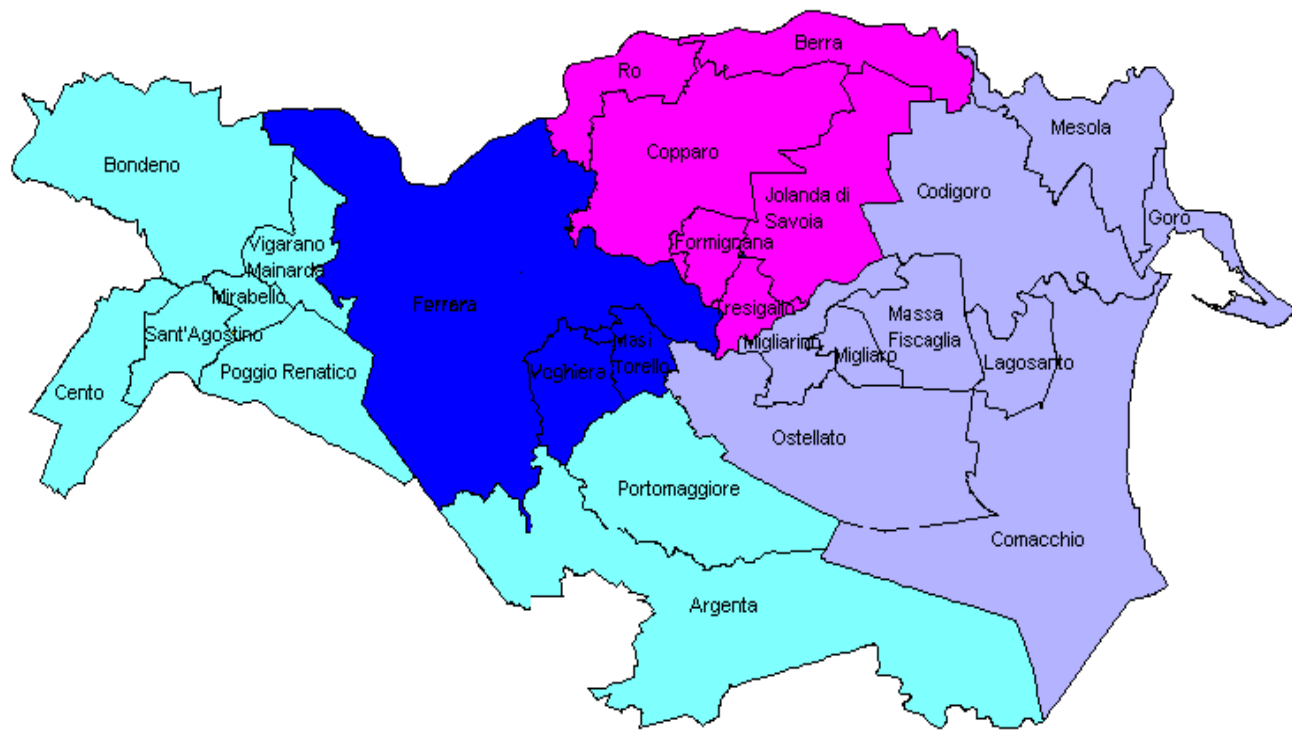 Berra
Ro
Mesola
Copparo
Bondeno
Jolanda di
Savoia
Codigoro
Goro
Formignana
Vigarano
Mainarda
Mirabello
Ferrara
Tresigallo
Massa
Fiscaglia
Sant'Agostino
Masi
Torello
Migliarino
Migliaro
Lagosanto
Voghiera
Poggio Renatico
Cento
Ostellato
Portomaggiore
Comacchio
Argenta